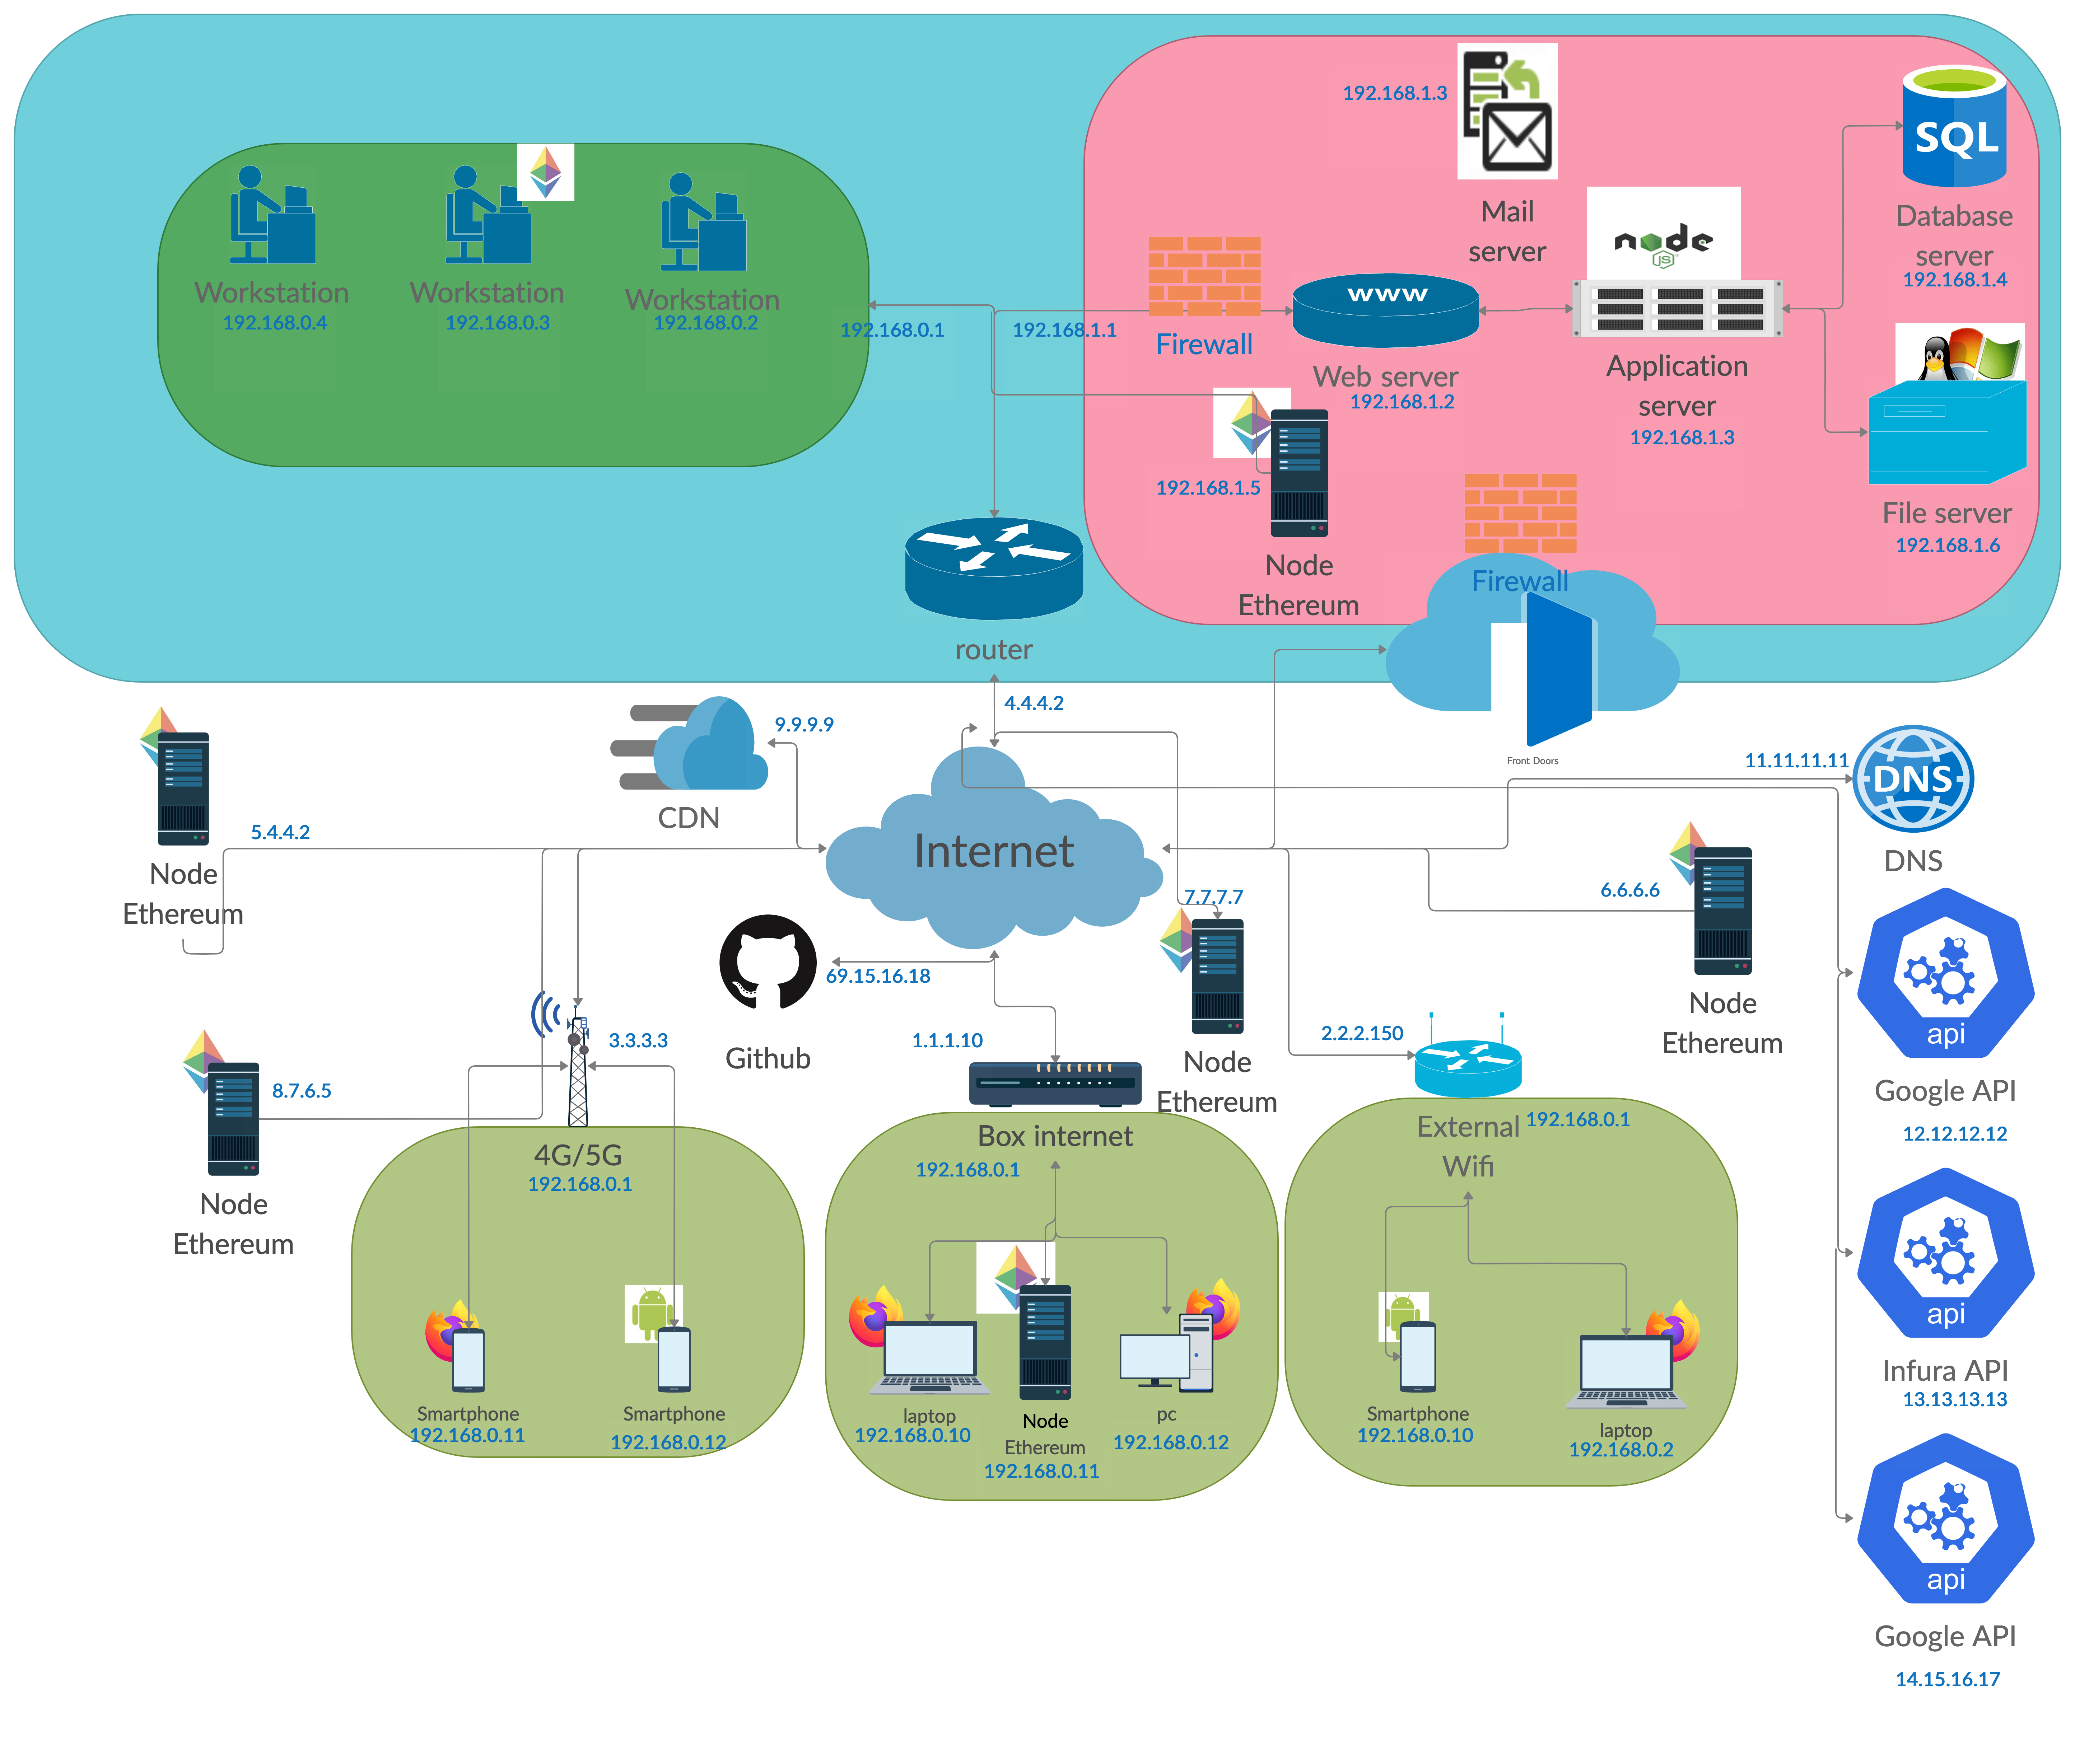 192.168.1.3
Mail
server
SQL
Database
server
192.168.1.4
node
JS
Workstation
192.168.0.4
Workstation
192.168.0.3
Workstation
192.168.0.2
192.168.0.1
192.168.1.1
Firewall
www
Web server
192.168.1.2
Application
server
192.168.1.3
192.168.1.5
Node
Ethereum
File server
192.168.1.6
Firewall
Front Doors
router
4.4.4.2
9.9.9.9
CDN
5.4.4.2
Node
Ethereum
Internet
11.11.11.11
DNS
DNS
6.6.6.6
Node
Ethereum
7.7.7.7
Node
Ethereum
69.15.16.18
Github
1.1.1.10
2.2.2.150
3.3.3.3
8.7.6.5
Node
Ethereum
api
Google API
12.12.12.12
4G/5G
192.168.0.1
Smartphone
192.168.0.11
Smartphone
192.168.0.12
Box internet
192.168.0.1
laptop
192.168.0.10
Node
Ethereum
192.168.0.11
pc
192.168.0.12
External
Wifi
192.168.0.1
Smartphone
192.168.0.10
laptop
192.168.0.2
api
Infura API
13.13.13.13
api
Google API
14.15.16.17